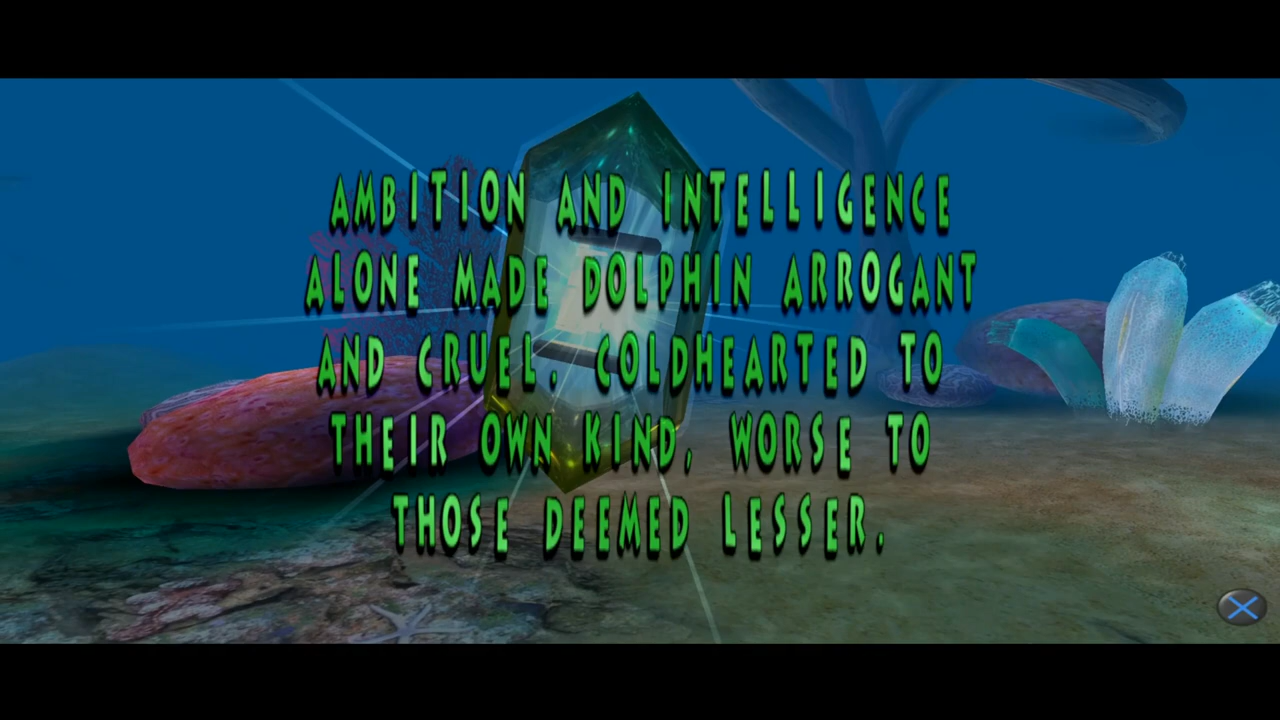 AMBITION AND INTELLIGENCE
ALONE MADE DOLPHIN ARROGANT
AND CRUEL. COLDHEARTED TO
THEIR OWN KIND, WORSE TO
THOSE DEEMED LESSER.